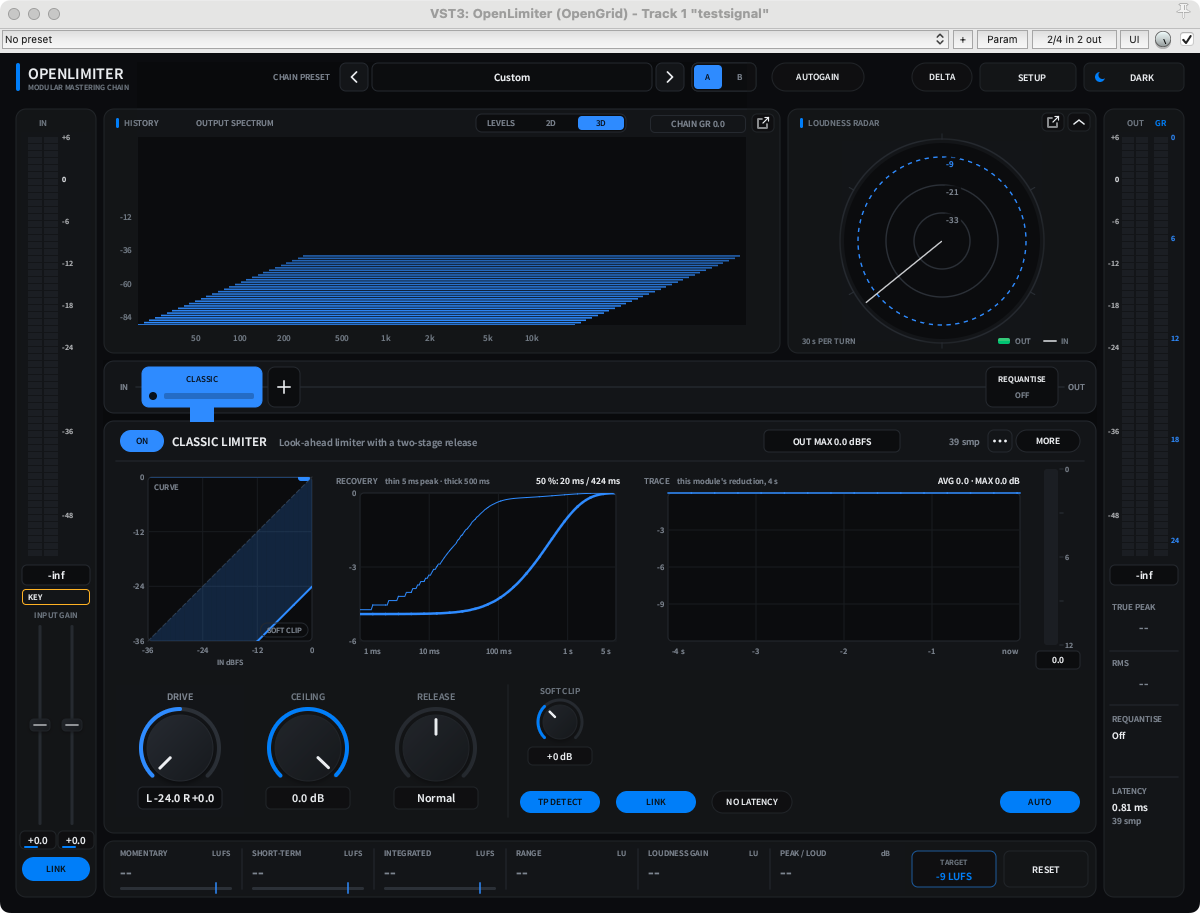 VST3: OpenLimiter (OpenGrid) - Track 1 "testsignal"
No preset
+
Param
2/4 in 2 out
UI
OPENLIMITER
MODULAR MASTERING CHAIN
CHAIN PRESET
Custom
A
B
AUTOGAIN
DELTA
SETUP
DARK
IN
+6
0
-6
-12
-18
-24
-36
-48
-inf
KEY
INPUT GAIN
+0.0
+0.0
LINK
HISTORY
OUTPUT SPECTRUM
LEVELS
2D
3D
CHAIN GR 0.0
-12
-36
-60
-84
50
100
200
500
1k
2k
5k
10k
LOUDNESS RADAR
-9
-21
-33
30 s PER TURN
OUT
IN
IN
CLASSIC
+
REQUANTISE
OFF
OUT
ON
CLASSIC LIMITER
Look-ahead limiter with a two-stage release
OUT MAX 0.0 dBFS
39 smp
MORE
CURVE
0
-12
-24
-36
SOFT CLIP
-36
-24
-12
0
IN dBFS
RECOVERY
thin 5 ms peak · thick 500 ms
50 %: 20 ms / 424 ms
0
-3
-6
1 ms
10 ms
100 ms
1 s
5 s
TRACE
this module's reduction, 4 s
AVG 0.0 · MAX 0.0 dB
-3
-6
-9
-4 s
-3
-2
-1
now
0
6
12
0.0
DRIVE
L -24.0 R +0.0
CEILING
0.0 dB
RELEASE
Normal
SOFT CLIP
+0 dB
TP DETECT
LINK
NO LATENCY
AUTO
MOMENTARY
LUFS
--
SHORT-TERM
LUFS
--
INTEGRATED
LUFS
--
RANGE
LU
--
LOUDNESS GAIN
LU
--
PEAK / LOUD
dB
--
TARGET
-9 LUFS
RESET
OUT
GR
+6
0
-6
-12
-18
-24
-36
-48
0
6
12
18
24
-inf
TRUE PEAK
--
RMS
--
REQUANTISE
Off
LATENCY
0.81 ms
39 smp